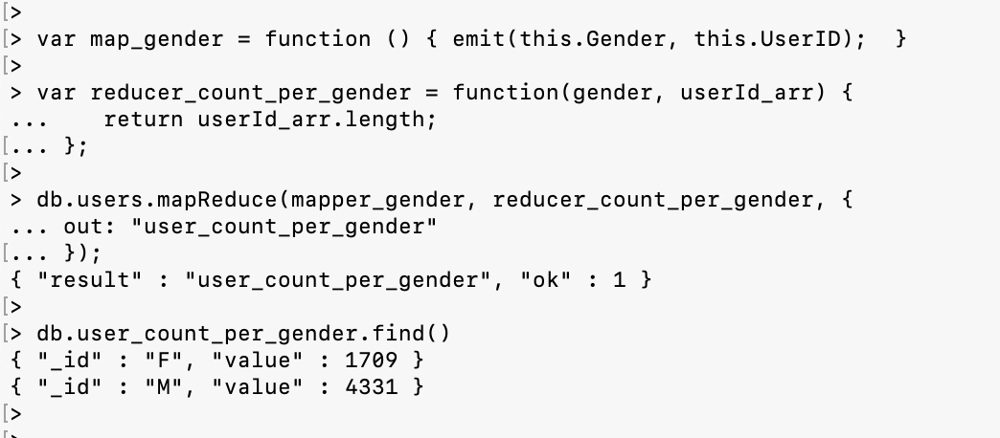 [>
[> var map_gender = function () { emit(this.Gender, this.UserID);  }
[>
 > var reducer_count_per_gender = function(gender, userId_arr) {
 ...    return userId_arr.length;
[... };
[>
 > db.users.mapReduce(mapper_gender, reducer_count_per_gender, {
 ... out: "user_count_per_gender"
[... });
 { "result" : "user_count_per_gender", "ok" : 1 }
[>
[> db.user_count_per_gender.find()
 { "_id" : "F", "value" : 1709 }
 { "_id" : "M", "value" : 4331 }
[>
[>